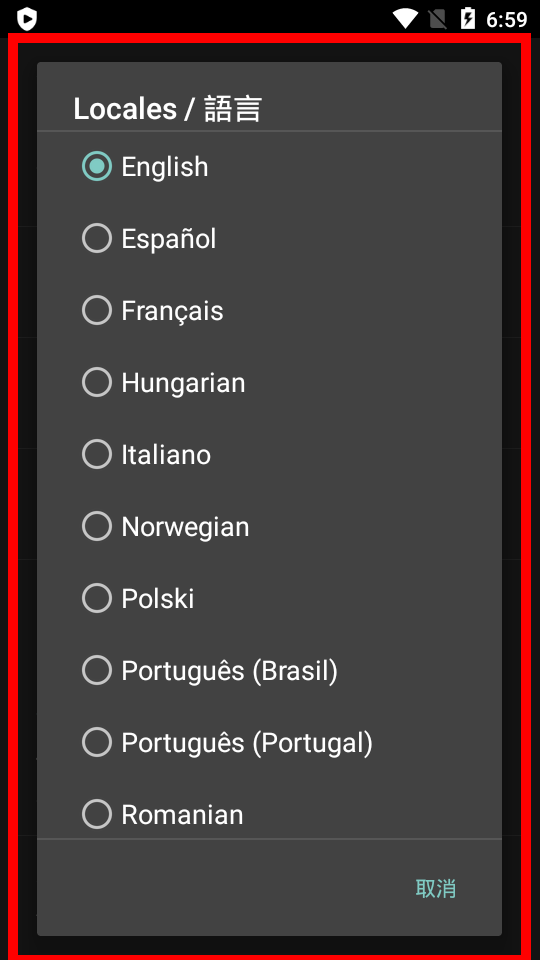 6:59
Locales / 語言
English
Español
Français
Hungarian
Italiano
Norwegian
Polski
Português (Brasil)
Português (Portugal)
Romanian
取消